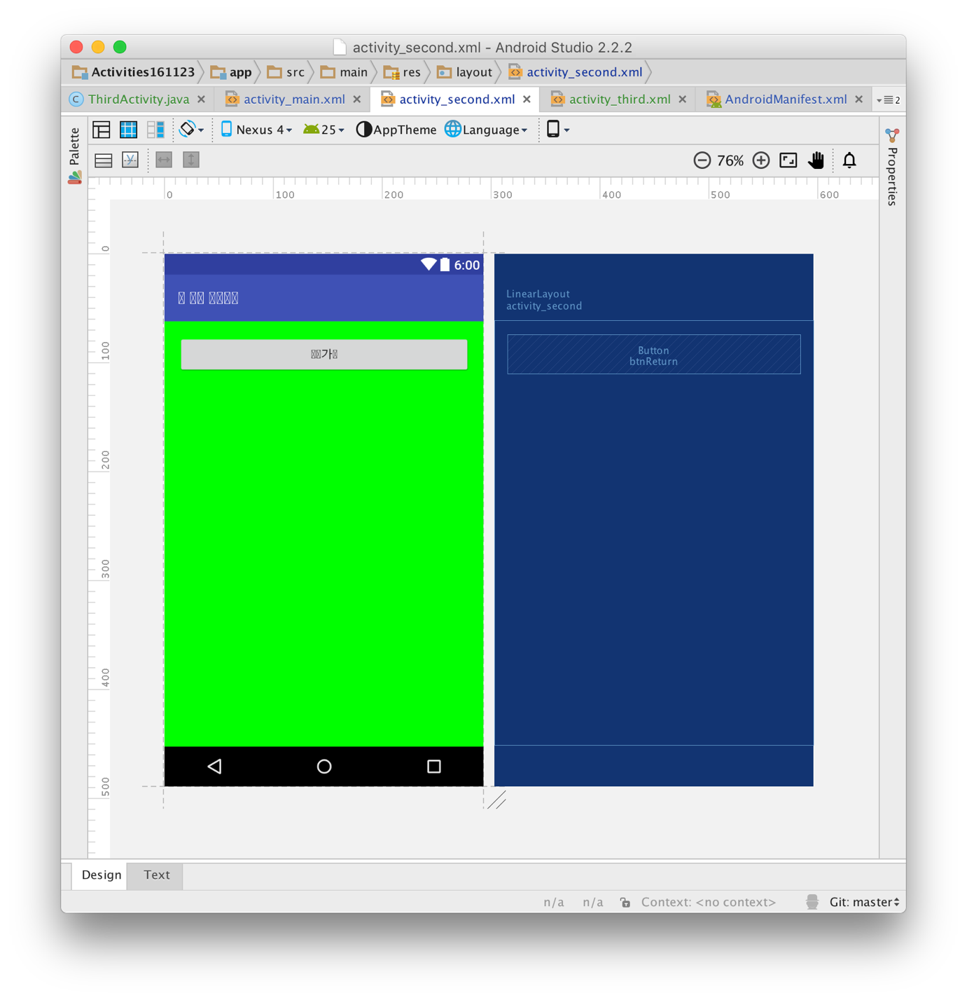 activity_second.xml - Android Studio 2.2.2
Activities161123 app src main res layout activity_second.xml
ThirdActivity.java activity_main.xml activity_second.xml activity_third.xml AndroidManifest.xml 2
Palette
Nexus 4 25 AppTheme Language
76%
Properties
0 100 200 300 400 500 600
0
100
200
300
400
500
6:00
가
LinearLayout
activity_second
Button
btnReturn
Design Text
n/a n/a Context: <no context> Git: master